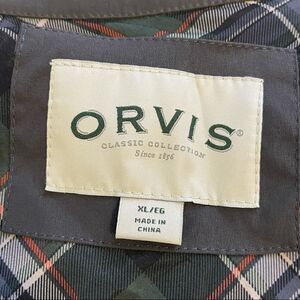 ORVIS®
CLASSIC COLLECTION
Since 1856
XL/EG
MADE IN
CHINA